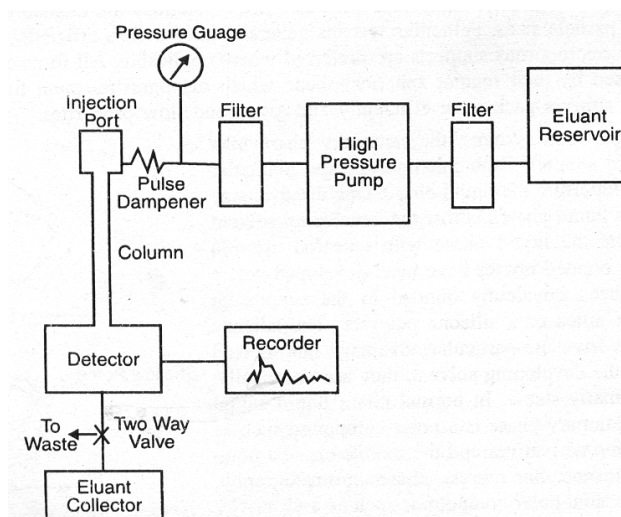 Pressure Guage
Injection
Port
Filter
Filter
Eluant
Reservoir
High
Pressure
Pump
Pulse
Dampener
Column
Detector
Recorder
To
Waste
Two Way
Valve
Eluant
Collector